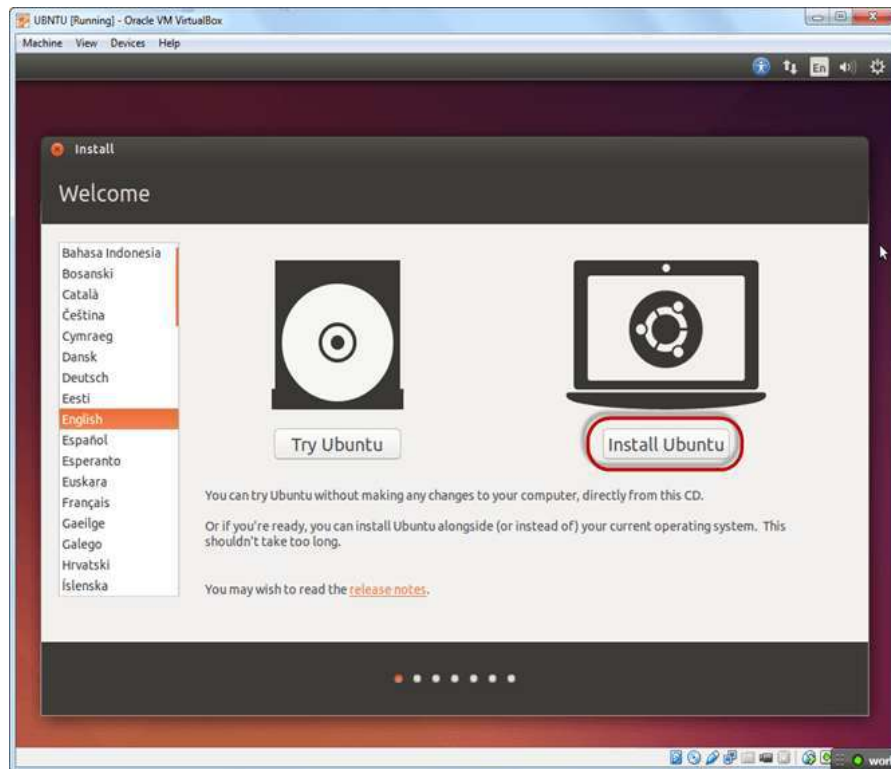 UBNTU [Running] - Oracle VM VirtualBox
Machine View Devices Help
En
Install
Welcome
Bahasa Indonesia
Bosanski
Català
Čeština
Cymraeg
Dansk
Deutsch
Eesti
English
Español
Esperanto
Euskara
Français
Gaeilge
Galego
Hrvatski
Íslenska
Try Ubuntu
Install Ubuntu
You can try Ubuntu without making any changes to your computer, directly from this CD.
Or if you're ready, you can install Ubuntu alongside (or instead of) your current operating system. This
shouldn't take too long.
You may wish to read the release notes.